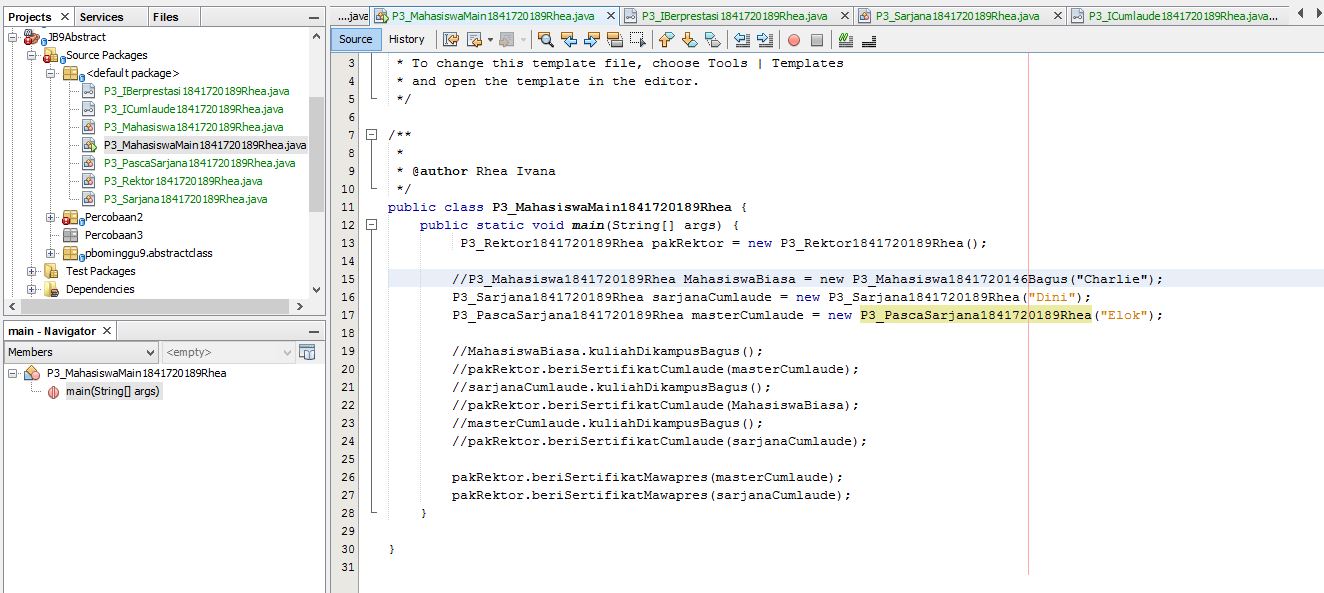 Projects
Services
Files
JB9Abstract
Source Packages
<default package>
P3_IBerprestasi1841720189Rhea.java
P3_ICumlaude1841720189Rhea.java
P3_Mahasiswa1841720189Rhea.java
P3_MahasiswaMain1841720189Rhea.java
P3_PascaSarjana1841720189Rhea.java
P3_Rektor1841720189Rhea.java
P3_Sarjana1841720189Rhea.java
Percobaan2
Percobaan3
pbominggu9.abstractclass
Test Packages
Dependencies
main - Navigator
Members
<empty>
P3_MahasiswaMain1841720189Rhea
main(String[] args)
....java
P3_MahasiswaMain1841720189Rhea.java
P3_IBerprestasi1841720189Rhea.java
P3_Sarjana1841720189Rhea.java
P3_ICumlaude1841720189Rhea.java...
Source
History
3 * To change this template file, choose Tools | Templates
4 * and open the template in the editor.
5 */
6
7 /**
8 *
9 * @author Rhea Ivana
10 */
11 public class P3_MahasiswaMain1841720189Rhea {
12 public static void main(String[] args) {
13 P3_Rektor1841720189Rhea pakRektor = new P3_Rektor1841720189Rhea();
14
15 //P3_Mahasiswa1841720189Rhea MahasiswaBiasa = new P3_Mahasiswa1841720146Bagus("Charlie");
16 P3_Sarjana1841720189Rhea sarjanaCumlaude = new P3_Sarjana1841720189Rhea("Dini");
17 P3_PascaSarjana1841720189Rhea masterCumlaude = new P3_PascaSarjana1841720189Rhea("Elok");
18
19 //MahasiswaBiasa.kuliahDikampusBagus();
20 //pakRektor.beriSertifikatCumlaude(masterCumlaude);
21 //sarjanaCumlaude.kuliahDikampusBagus();
22 //pakRektor.beriSertifikatCumlaude(MahasiswaBiasa);
23 //masterCumlaude.kuliahDikampusBagus();
24 //pakRektor.beriSertifikatCumlaude(sarjanaCumlaude);
25
26 pakRektor.beriSertifikatMawapres(masterCumlaude);
27 pakRektor.beriSertifikatMawapres(sarjanaCumlaude);
28 }
29
30 }
31